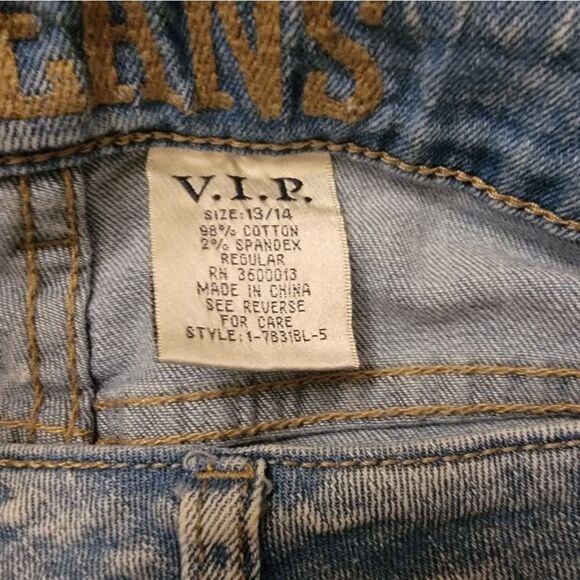 EANS
V.I.P.
SIZE:13/14
98% COTTON
2% SPANDEX
REGULAR
RN 3600013
MADE IN CHINA
SEE REVERSE
FOR CARE
STYLE:1-7831BL-5